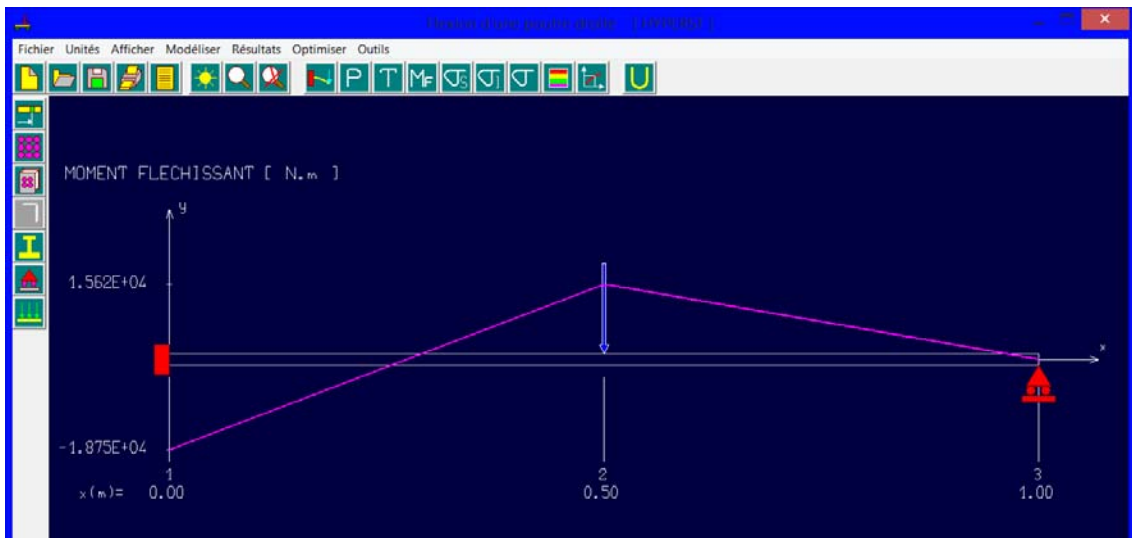 Fichier Unités Afficher Modéliser Résultats Optimiser Outils
P T MF
MOMENT FLECHISSANT [ N.m ]
y
1.562E+04
x
-1.875E+04
1 2 3
x(m)= 0.00 0.50 1.00